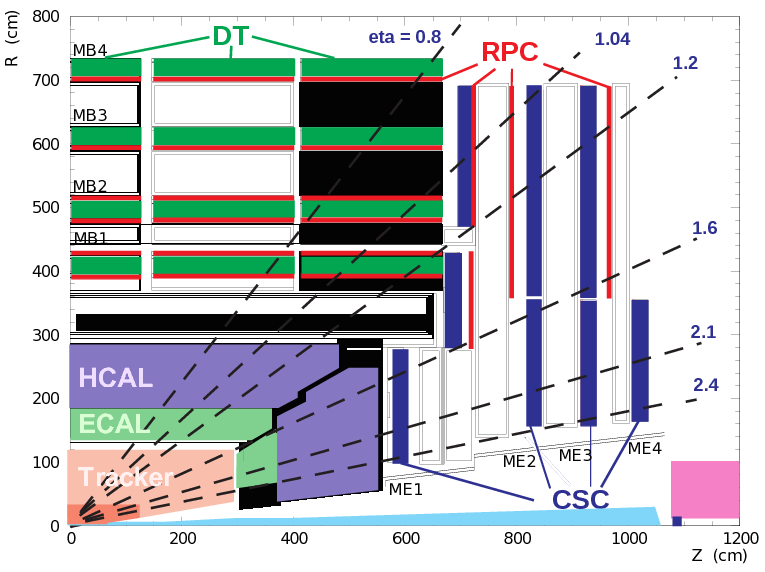 800
700
600
500
400
300
200
100
0
R (cm)
0
200
400
600
800
1000
1200
Z (cm)
MB4
MB3
MB2
MB1
DT
eta = 0.8
RPC
1.04
1.2
1.6
2.1
2.4
HCAL
ECAL
Tracker
ME1
ME2
ME3
ME4
CSC